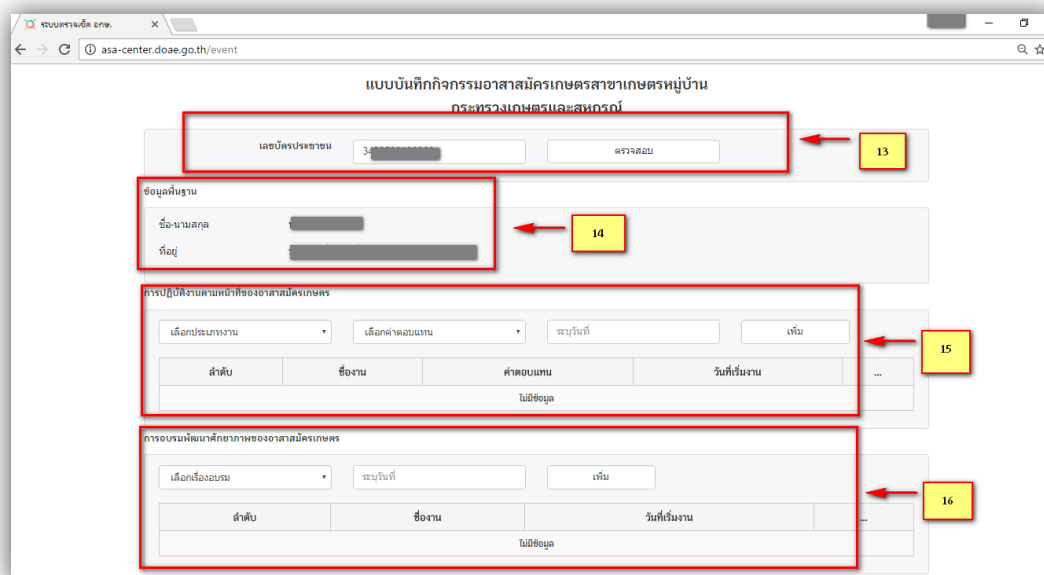 ระบบตรวจเช็ค อกษ.
asa-center.doae.go.th/event
แบบบันทึกกิจกรรมอาสาสมัครเกษตรสาขาเกษตรหมู่บ้าน
กระทรวงเกษตรและสหกรณ์
เลขบัตรประชาชน ตรวจสอบ
13
ข้อมูลพื้นฐาน
ชื่อ-นามสกุล
14
ที่อยู่
การปฏิบัติงานตามหน้าที่ของอาสาสมัครเกษตร
เลือกประเภทงาน เลือกค่าตอบแทน ระบุวันที่ เพิ่ม
15
ลำดับ ชื่องาน ค่าตอบแทน วันที่เริ่มงาน ...
ไม่มีข้อมูล
การอบรมพัฒนาศักยาภาพของอาสาสมัครเกษตร
เลือกเรื่องอบรม ระบุวันที่ เพิ่ม
16
ลำดับ ชื่องาน วันที่เริ่มงาน ...
ไม่มีข้อมูล